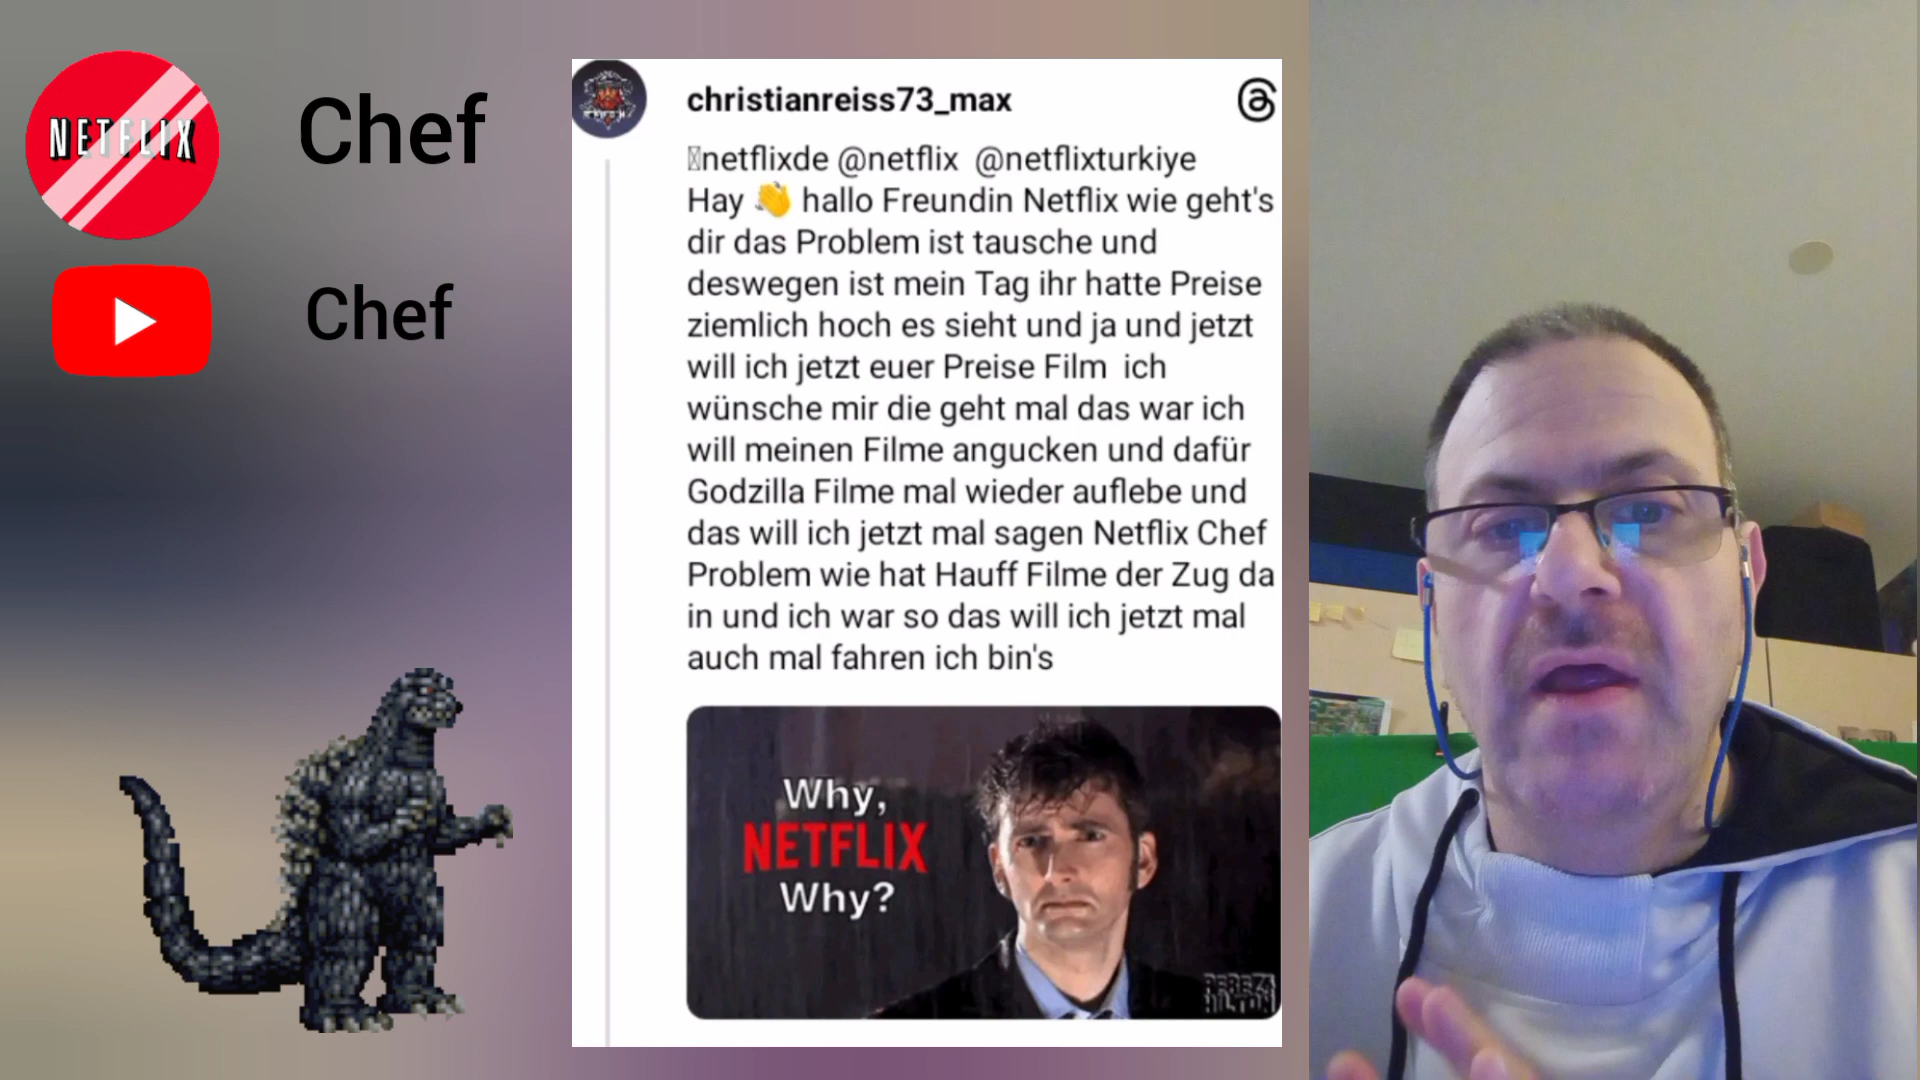 NETFLIX
Chef
Chef
christianreiss73_max
netflixde @netflix @netflixturkiye
Hay 👋 hallo Freundin Netflix wie geht's
dir das Problem ist tausche und
deswegen ist mein Tag ihr hatte Preise
ziemlich hoch es sieht und ja und jetzt
will ich jetzt euer Preise Film ich
wünsche mir die geht mal das war ich
will meinen Filme angucken und dafür
Godzilla Filme mal wieder auflebe und
das will ich jetzt mal sagen Netflix Chef
Problem wie hat Hauff Filme der Zug da
in und ich war so das will ich jetzt mal
auch mal fahren ich bin's
Why,
NETFLIX
Why?
PEREZ
HILTON